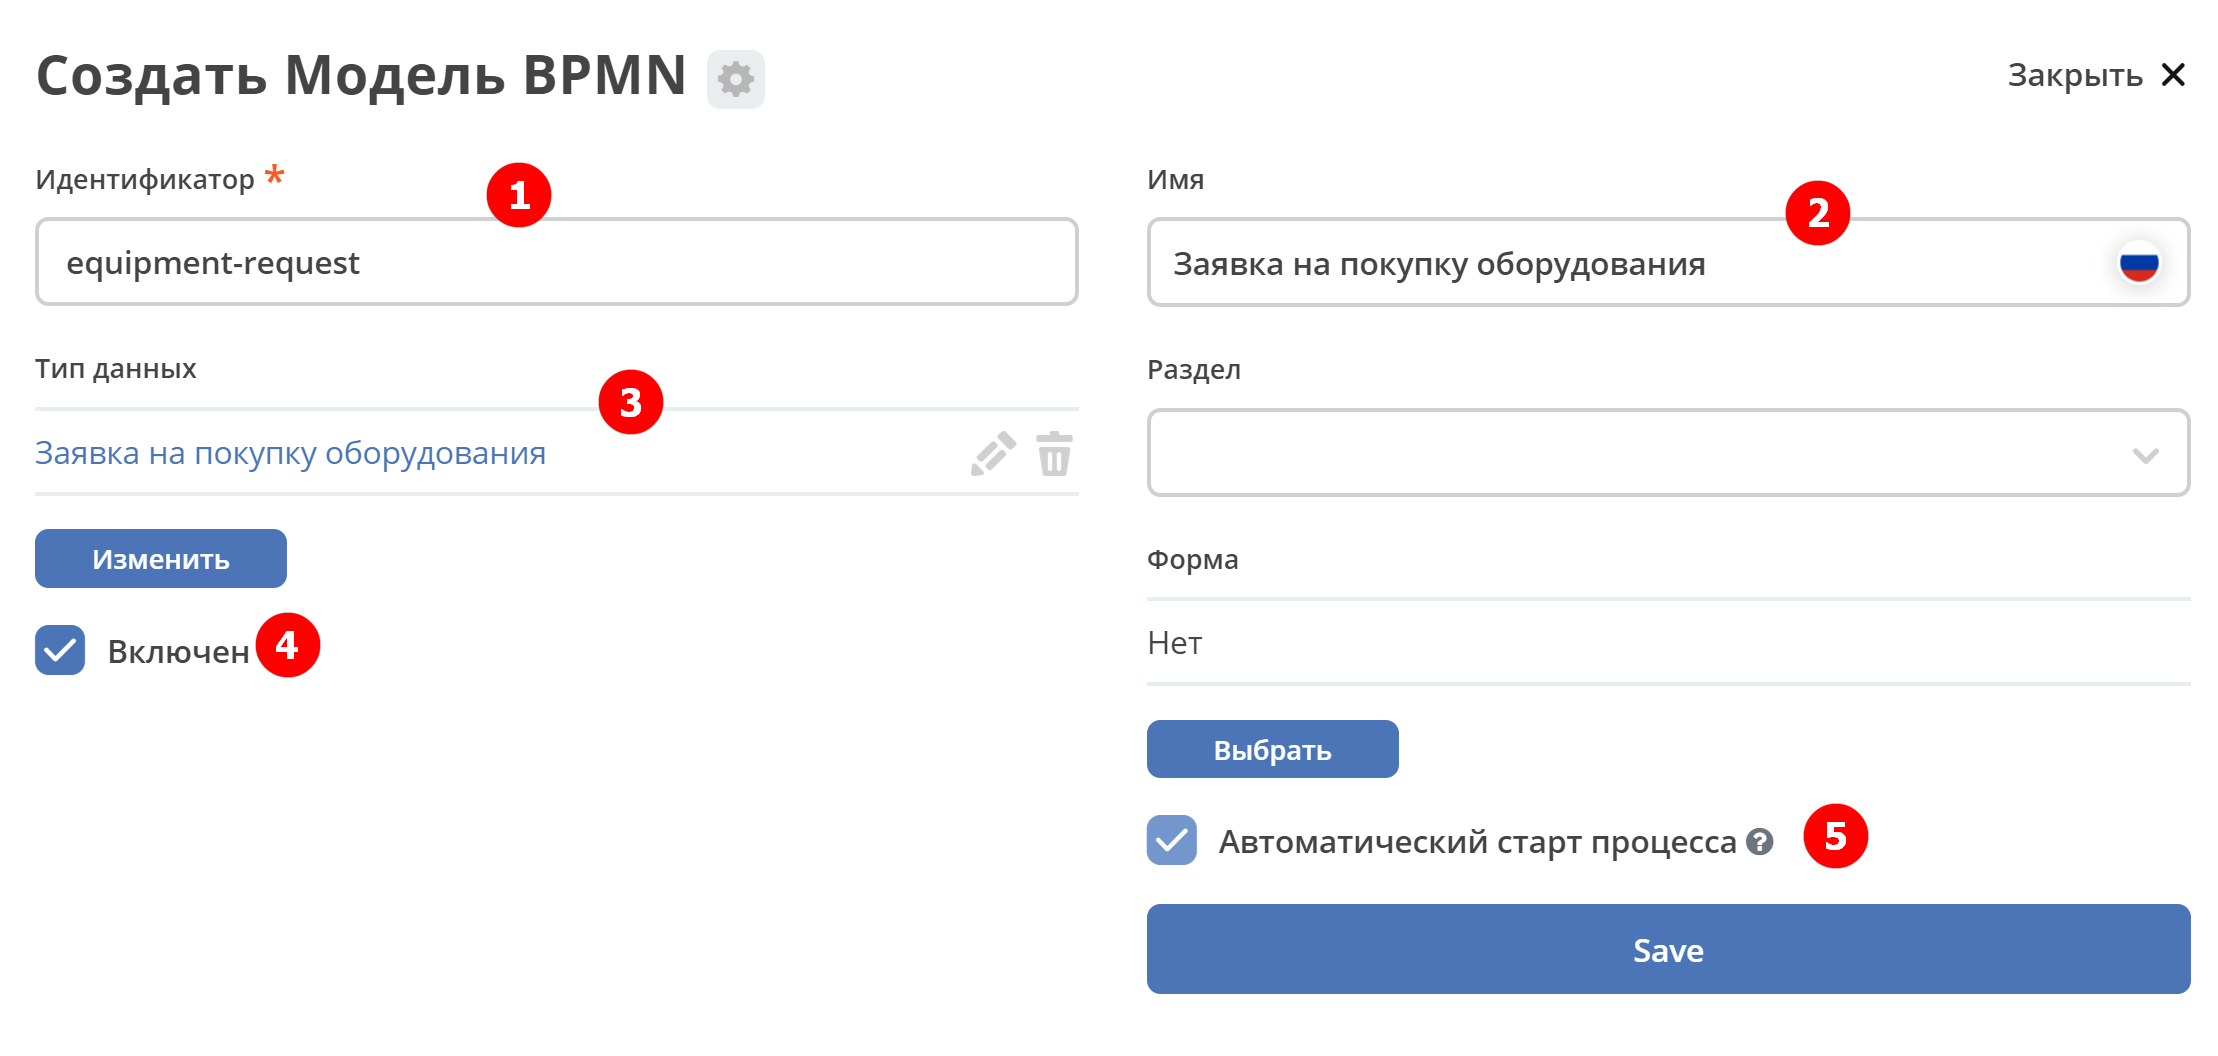 Создать Модель BPMN
Закрыть
Идентификатор *
1
equipment-request
Имя
2
Заявка на покупку оборудования
Тип данных
3
Заявка на покупку оборудования
Изменить
Включен
4
Раздел
Форма
Нет
Выбрать
Автоматический старт процесса ?
5
Save